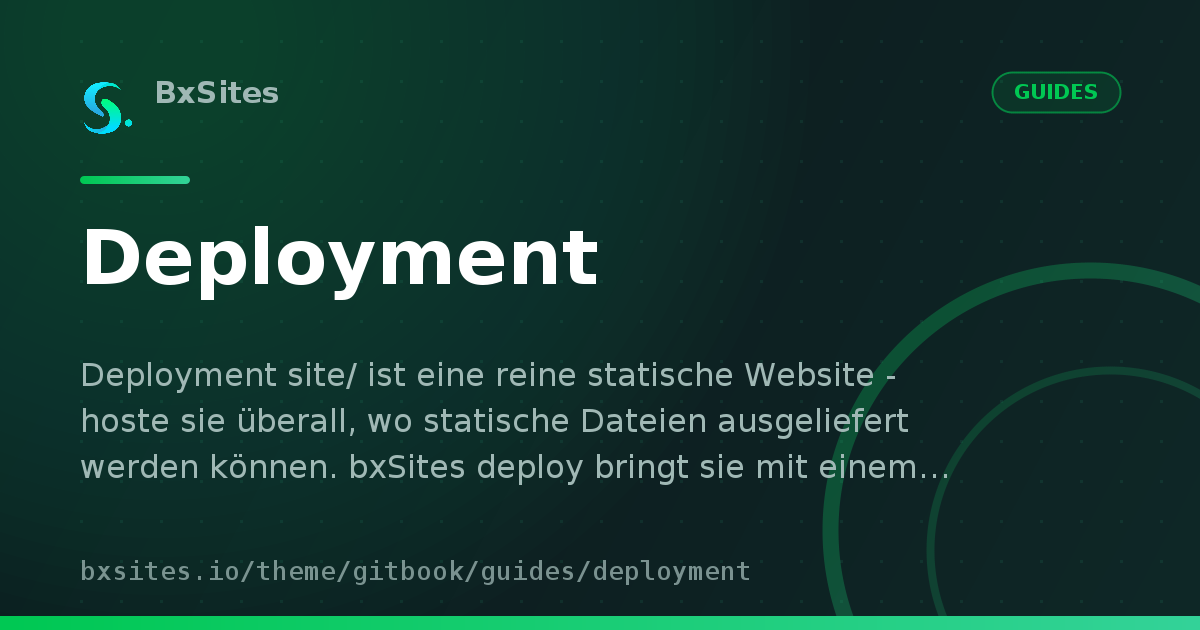 BxSites
GUIDES
Deployment
Deployment site/ ist eine reine statische Website -
hoste sie überall, wo statische Dateien ausgeliefert
werden können. bxSites deploy bringt sie mit einem…
bxsites.io/theme/gitbook/guides/deployment